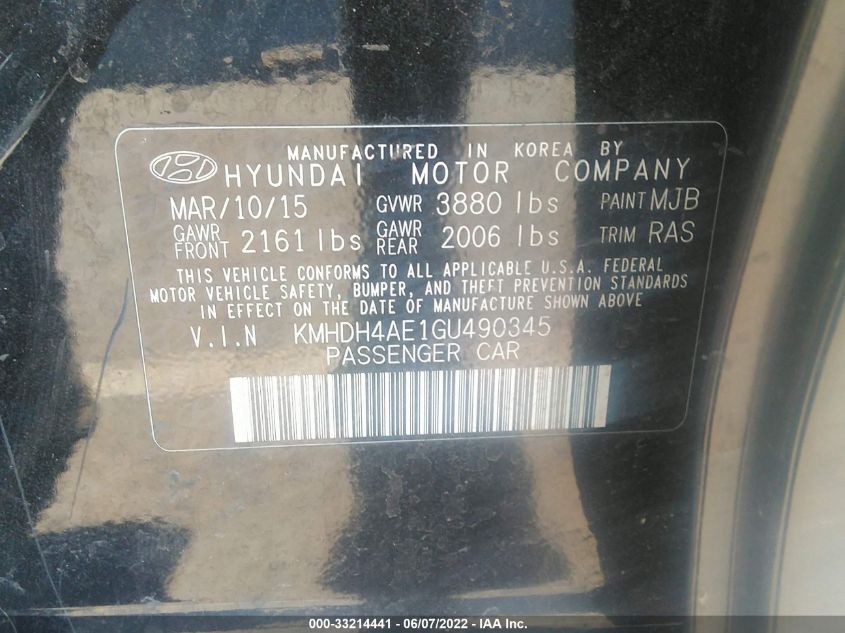 MANUFACTURED IN KOREA BY
HYUNDAI MOTOR COMPANY
MAR/10/15 GVWR 3880 lbs PAINT MJB
GAWR FRONT 2161 lbs GAWR REAR 2006 lbs TRIM RAS
THIS VEHICLE CONFORMS TO ALL APPLICABLE U.S.A. FEDERAL
MOTOR VEHICLE SAFETY, BUMPER, AND THEFT PREVENTION STANDARDS
IN EFFECT ON THE DATE OF MANUFACTURE SHOWN ABOVE
V.I.N KMHDH4AE1GU490345
PASSENGER CAR
000-33214441 - 06/07/2022 - IAA Inc.